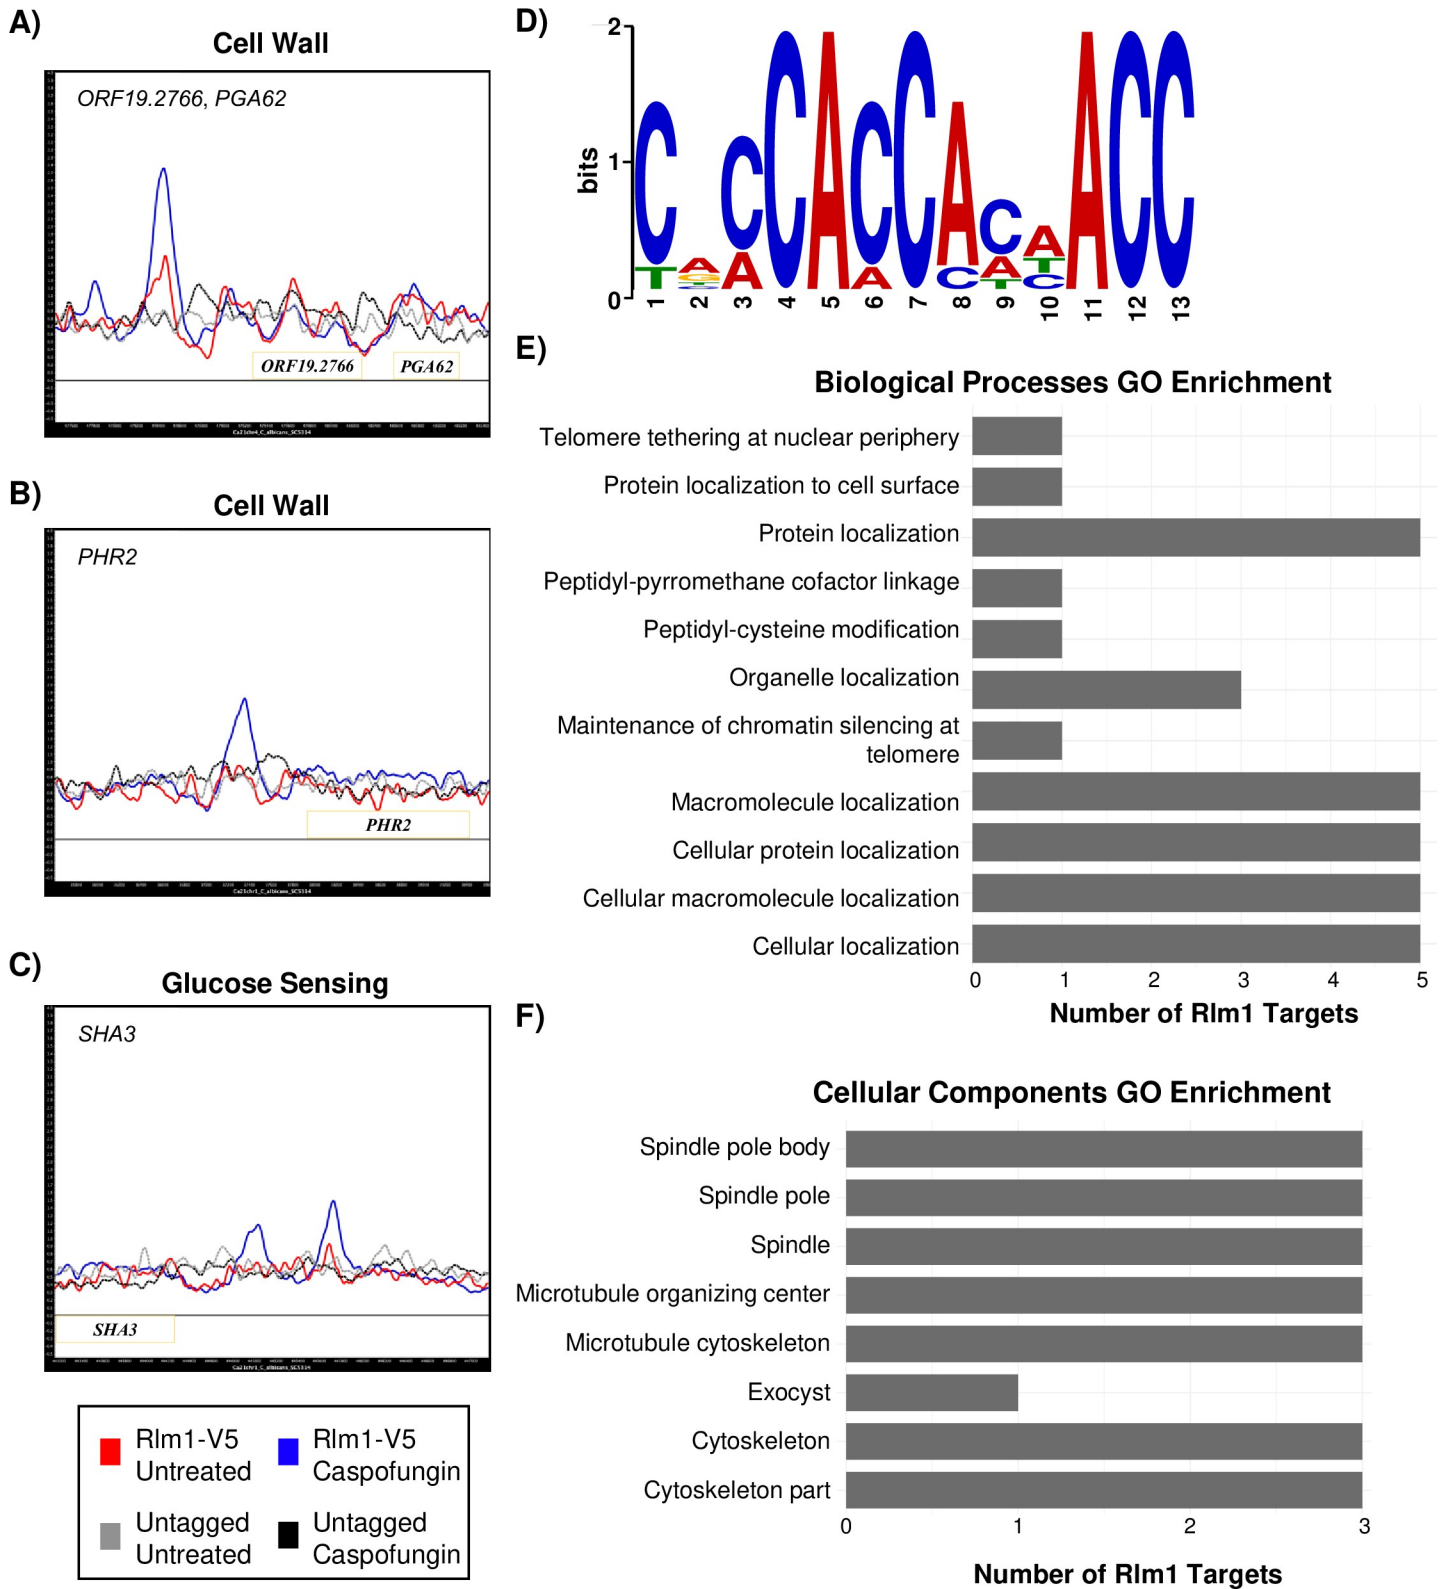 A)
Cell Wall
ORF19.2766, PGA62
ORF19.2766
PGA62
Ca21chr4_C_albicans_SC5314
B)
Cell Wall
PHR2
PHR2
Ca21chr1_C_albicans_SC5314
C)
Glucose Sensing
SHA3
SHA3
Ca21chr1_C_albicans_SC5314
Rlm1-V5
Untreated
Rlm1-V5
Caspofungin
Untagged
Untreated
Untagged
Caspofungin
D)
2
1
0
bits
C C C A C C A C A A C C
T A G T C A A C A T T C
1 2 3 4 5 6 7 8 9 10 11 12 13
E)
Biological Processes GO Enrichment
Telomere tethering at nuclear periphery
Protein localization to cell surface
Protein localization
Peptidyl-pyrromethane cofactor linkage
Peptidyl-cysteine modification
Organelle localization
Maintenance of chromatin silencing at
telomere
Macromolecule localization
Cellular protein localization
Cellular macromolecule localization
Cellular localization
0 1 2 3 4 5
Number of Rlm1 Targets
F)
Cellular Components GO Enrichment
Spindle pole body
Spindle pole
Spindle
Microtubule organizing center
Microtubule cytoskeleton
Exocyst
Cytoskeleton
Cytoskeleton part
0 1 2 3
Number of Rlm1 Targets